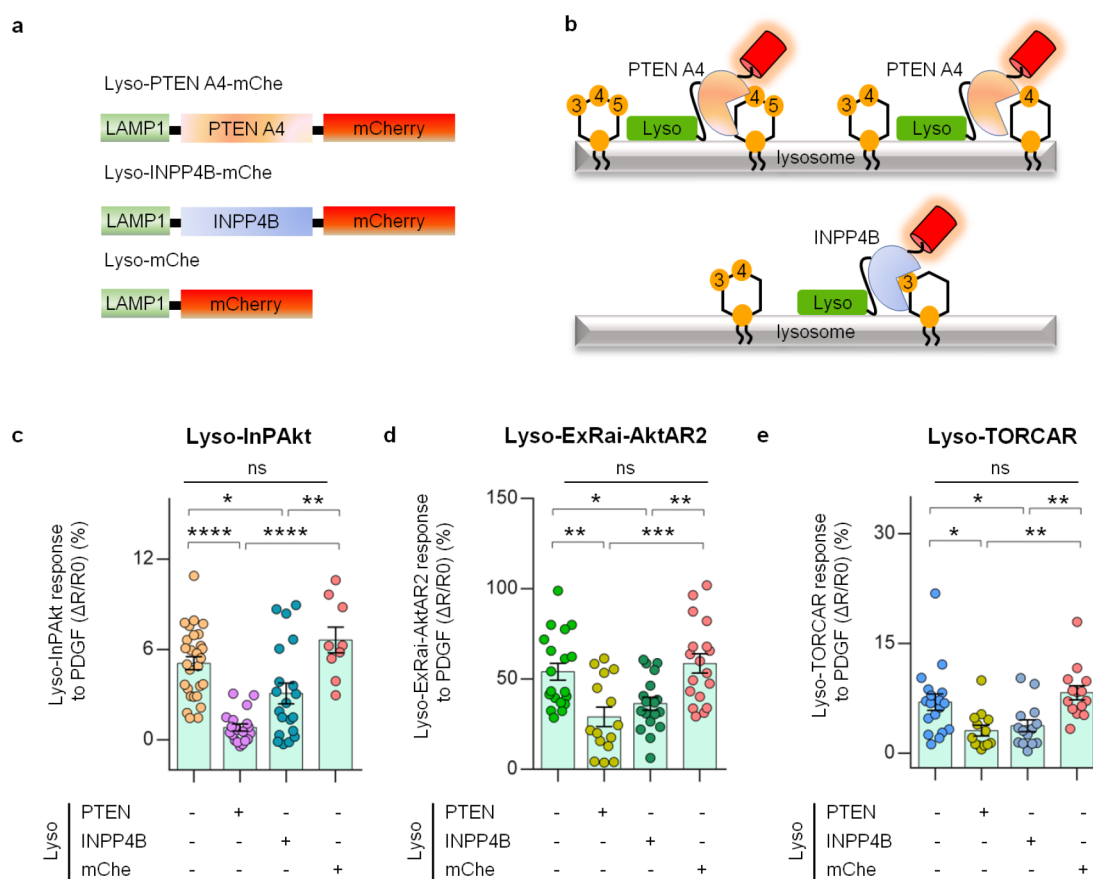 a
Lyso-PTEN A4-mChe
LAMP1 PTEN A4 mCherry
Lyso-INPP4B-mChe
LAMP1 INPP4B mCherry
Lyso-mChe
LAMP1 mCherry
b
PTEN A4 PTEN A4
3 4 5 Lyso 4 5 3 4 Lyso 4
lysosome
INPP4B
3 4 Lyso 3
lysosome
c
Lyso-InPAkt
ns
* **
**** ****
Lyso-InPAkt response
to PDGF (ΔR/R0) (%)
12
6
0
Lyso
PTEN - + - -
INPP4B - - + -
mChe - - - +
d
Lyso-ExRai-AktAR2
ns
* **
** ***
Lyso-ExRai-AktAR2 response
to PDGF (ΔR/R0) (%)
150
100
50
0
Lyso
PTEN - + - -
INPP4B - - + -
mChe - - - +
e
Lyso-TORCAR
ns
* **
* **
Lyso-TORCAR response
to PDGF (ΔR/R0) (%)
30
15
0
Lyso
PTEN - + - -
INPP4B - - + -
mChe - - - +